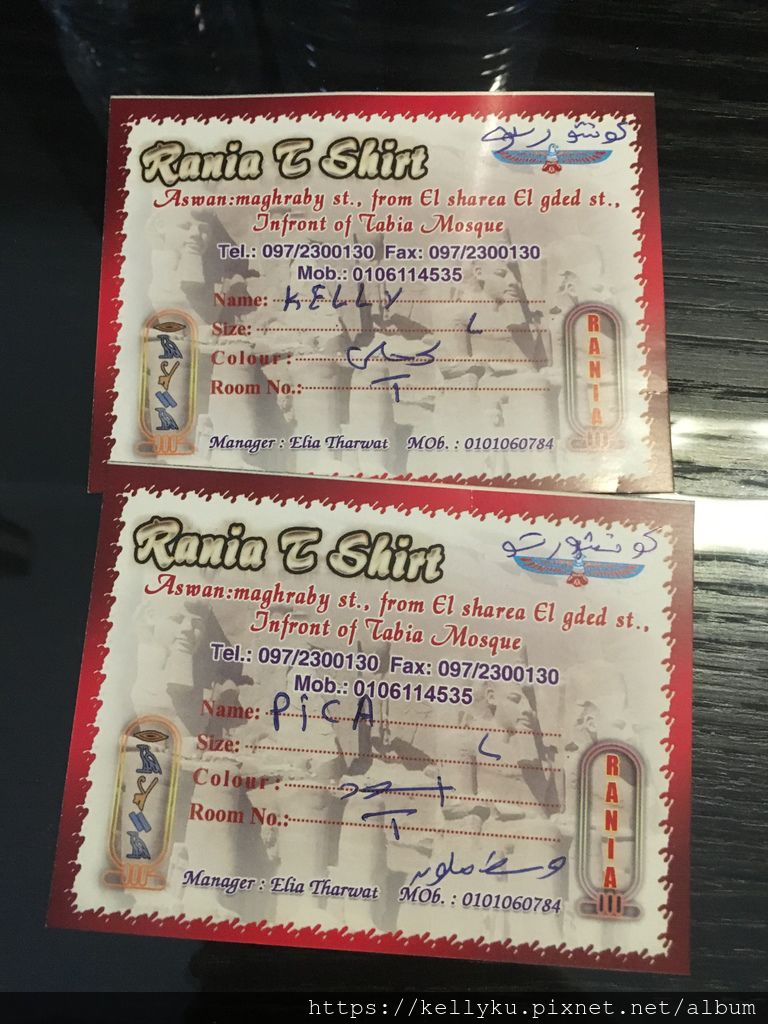 Rania T Shirt
Aswan:maghraby st., from El sharea El gded st.,
Infront of Tabia Mosque
Tel.: 097/2300130 Fax: 097/2300130
Mob.: 0106114535
Name: KELLY
Size: L
Colour: كحلى
Room No.:
Manager : Elia Tharwat MOb. : 0101060784
RANIA
Rania T Shirt
Aswan:maghraby st., from El sharea El gded st.,
Infront of Tabia Mosque
Tel.: 097/2300130 Fax: 097/2300130
Mob.: 0106114535
Name: PiCA
Size: L
Colour: اسود
Room No.:
Manager : Elia Tharwat MOb. : 0101060784
RANIA
https://kellyku.pixnet.net/album